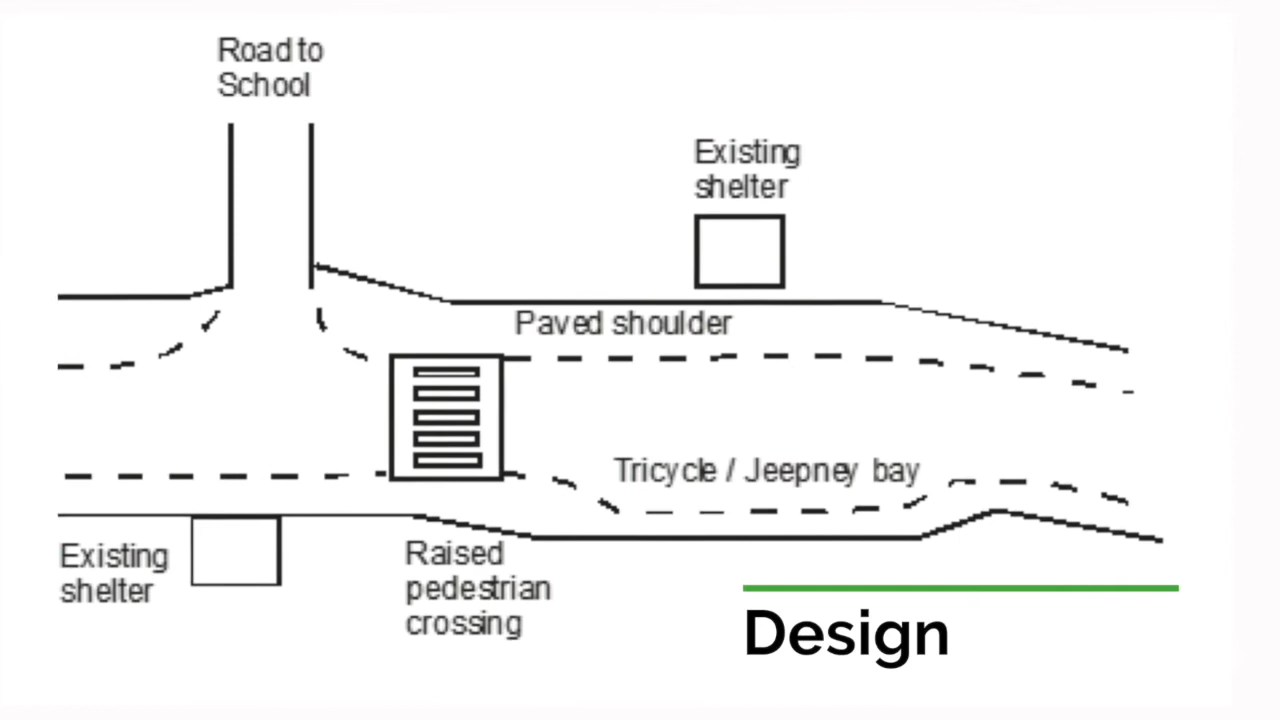 Road to
School
Existing
shelter
Paved shoulder
Tricycle / Jeepney bay
Existing
shelter
Raised
pedestrian
crossing
Design